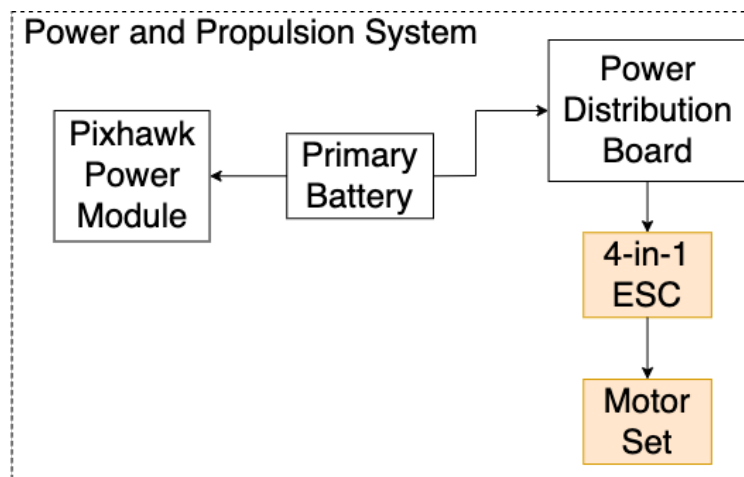 Power and Propulsion System
Power
Distribution
Board
Pixhawk
Power
Module
Primary
Battery
4-in-1
ESC
Motor
Set